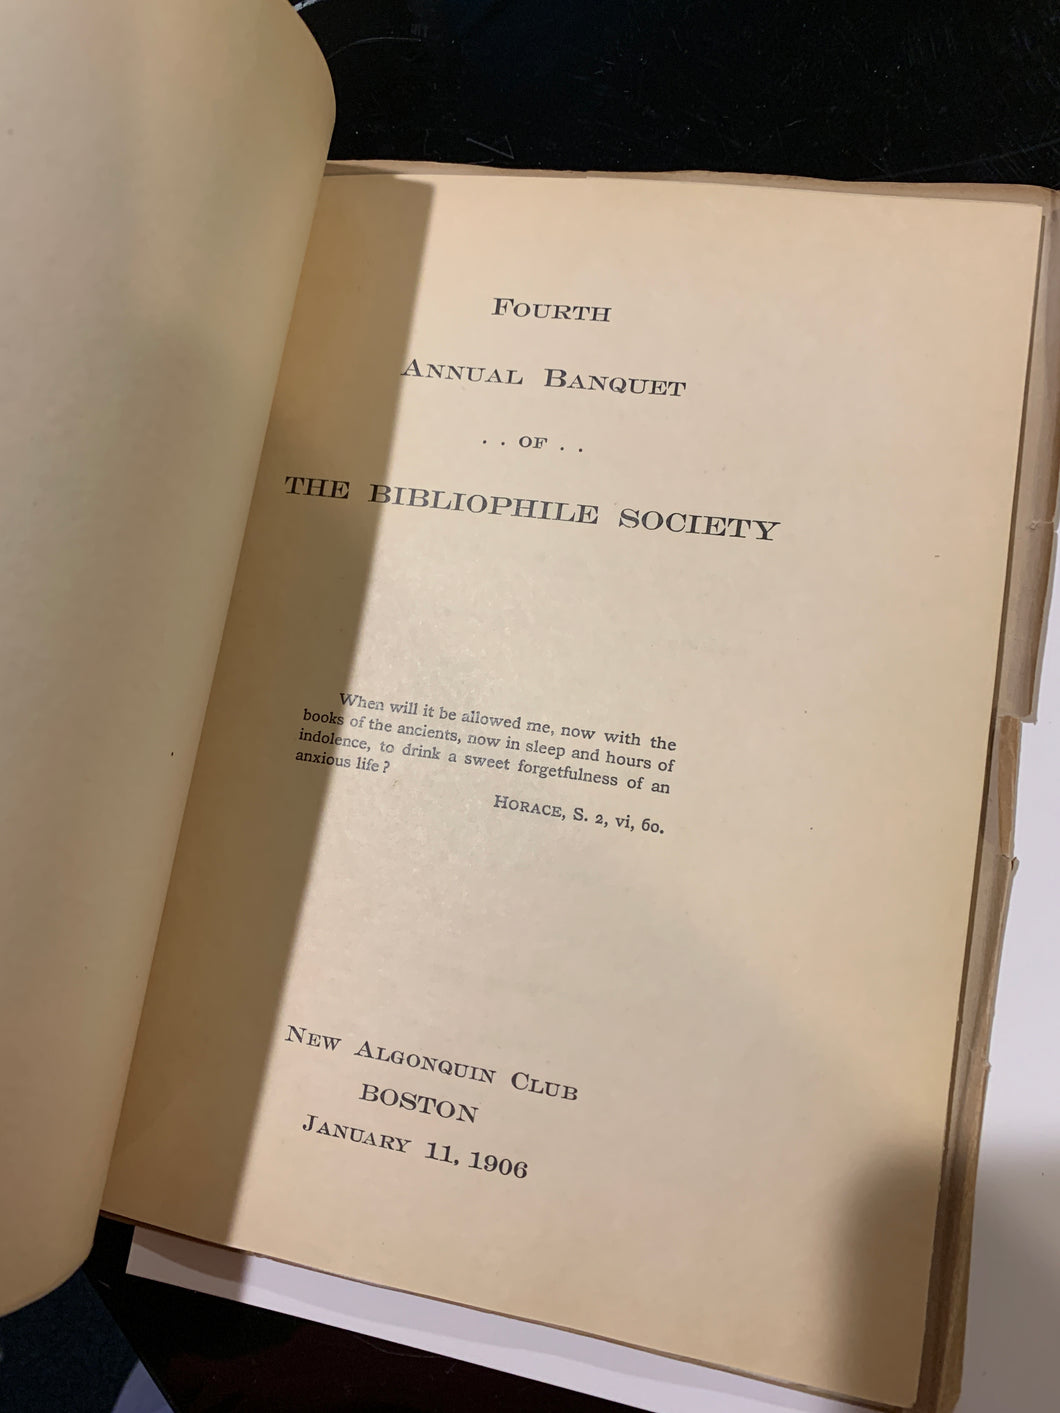 Fourth
Annual Banquet
. . OF . .
THE BIBLIOPHILE SOCIETY
When will it be allowed me, now with the
books of the ancients, now in sleep and hours of
indolence, to drink a sweet forgetfulness of an
anxious life?
Horace, S. 2, vi, 60.
New Algonquin Club
BOSTON
January 11, 1906